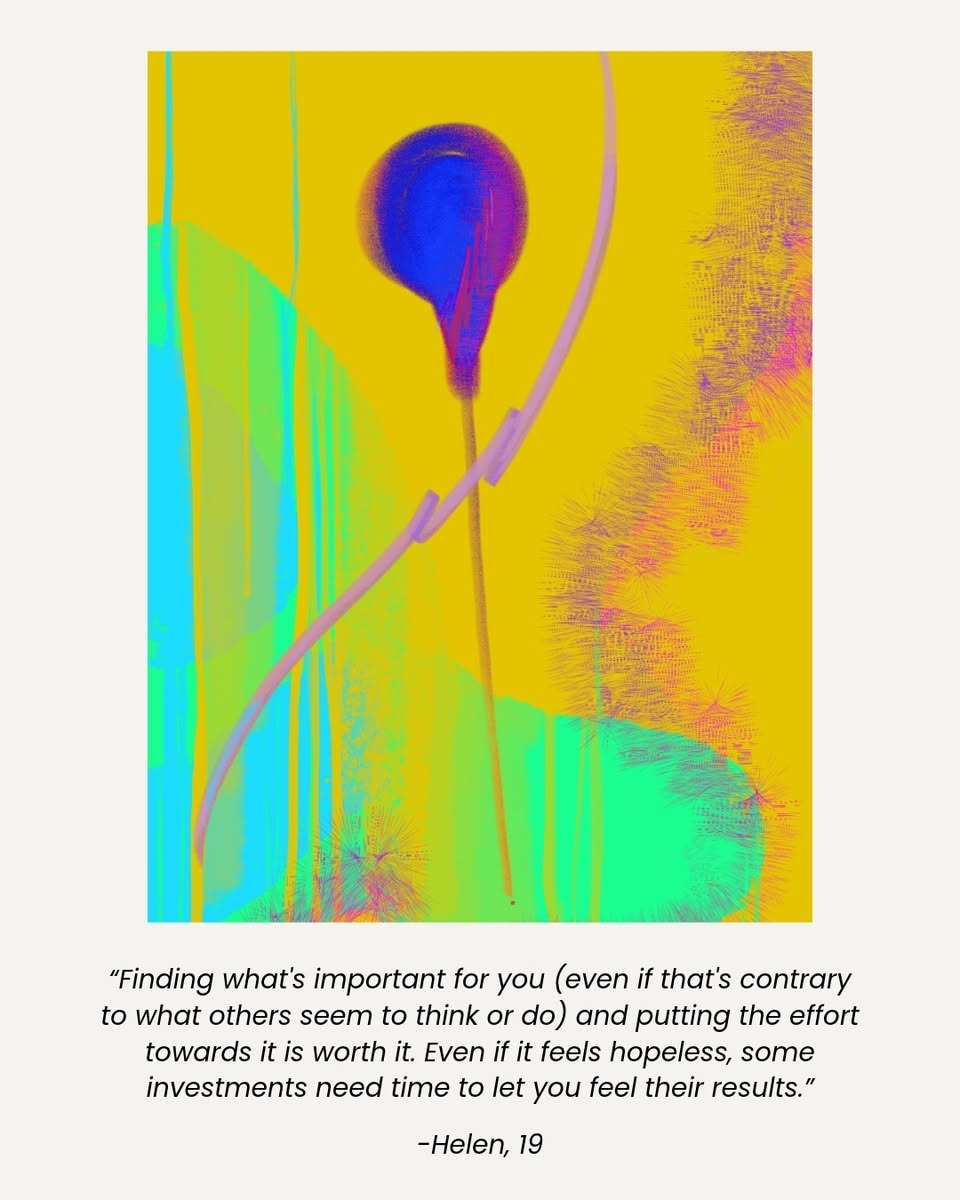 “Finding what's important for you (even if that's contrary
to what others seem to think or do) and putting the effort
towards it is worth it. Even if it feels hopeless, some
investments need time to let you feel their results.”
-Helen, 19